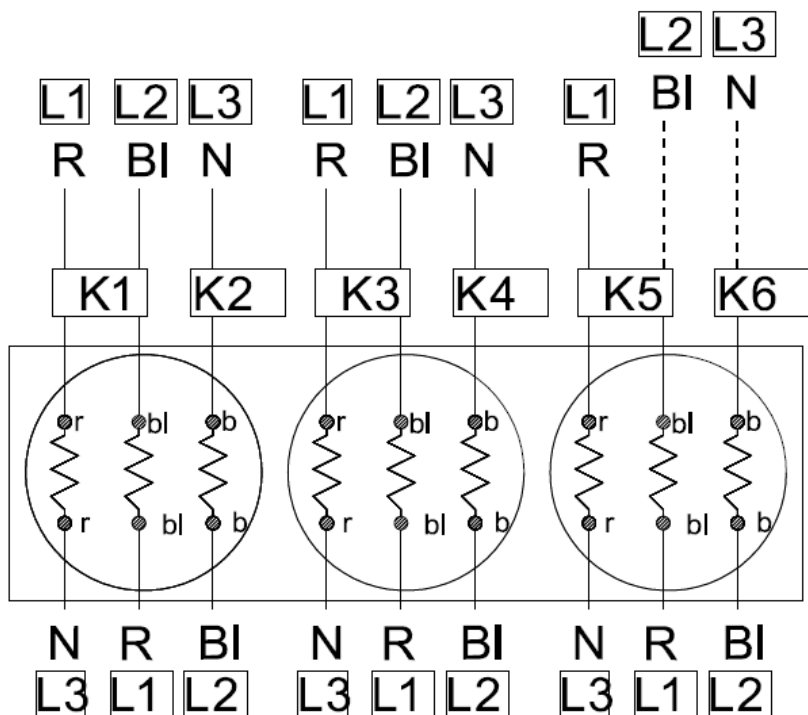 L2 L3
L1 L2 L3 L1 L2 L3 L1 Bl N
R Bl N R Bl N R
K1 K2 K3 K4 K5 K6
r bl b r bl b r bl b
r bl b r bl b r bl b
N R Bl N R Bl N R Bl
L3 L1 L2 L3 L1 L2 L3 L1 L2